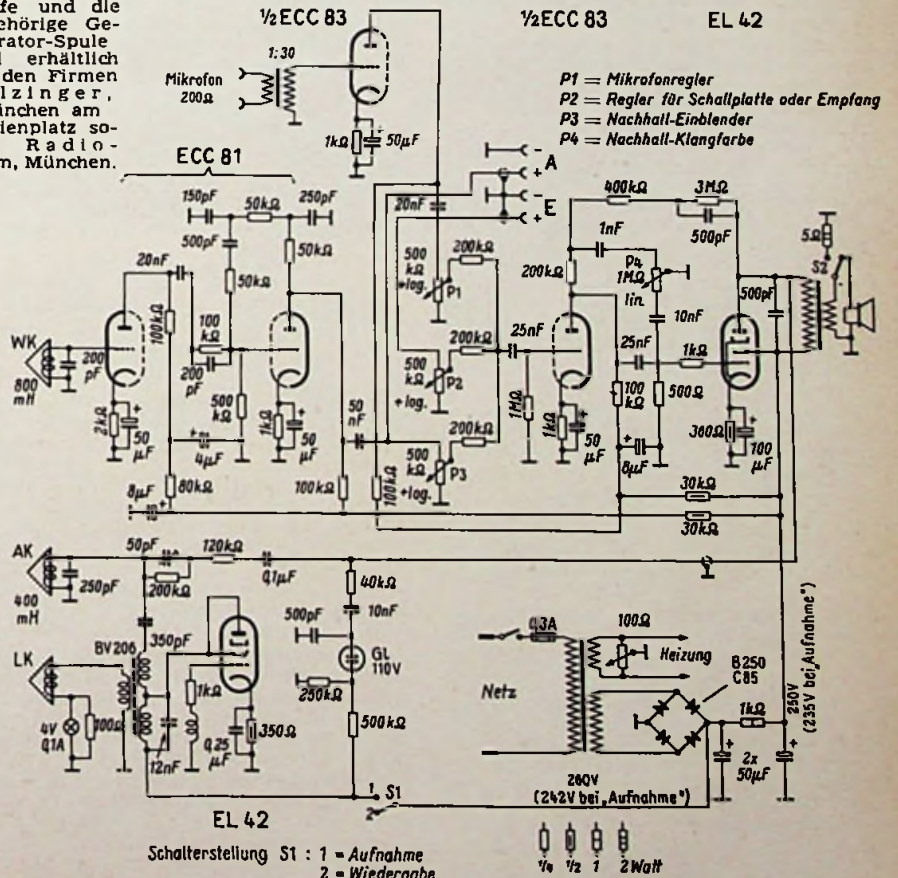 fe und die
ehörige Ge-
rator-Spule
erhältlich
den Firmen
lzinger,
nchen am
ienplatz so-
Radio-
m, München.
½ECC 83
½ECC 83
EL 42
1:30
Mikrofon
200Ω
1kΩ
50µF
P1 = Mikrofonregler
P2 = Regler für Schallplatte oder Empfang
P3 = Nachhall-Einblender
P4 = Nachhall-Klangfarbe
ECC 81
150pF
50kΩ
250pF
500pF
50kΩ
50kΩ
20nF
100kΩ
100
kΩ
200
pF
500
kΩ
WK
200
pF
800
mH
2kΩ
50
µF
4µF
1kΩ
50
µF
8µF
80kΩ
100kΩ
50
nF
100kΩ
- 
A
+
-
E
+
20nF
500
kΩ
+log.
P1
200kΩ
500
kΩ
+log.
P2
200kΩ
500
kΩ
+log.
P3
200kΩ
25nF
1MΩ
1kΩ
50
µF
200kΩ
400kΩ
3MΩ
500pF
1nF
P4
1MΩ
lin.
10nF
25nF
1kΩ
100
kΩ
500Ω
8µF
360Ω
100
µF
500pF
5Ω
S2
30kΩ
30kΩ
AK
250pF
400
mH
50pF
200kΩ
120kΩ
0,1µF
350pF
LK
BV206
4V
0,1A
100Ω
12nF
1kΩ
0,25
µF
350Ω
EL 42
40kΩ
10nF
500pF
GL
110V
250kΩ
500kΩ
1 S1
2
0,3A
Netz
100Ω
Heizung
B250
C85
1kΩ
250V
(235V bei „Aufnahme")
2x
50µF
260V
(242V bei „Aufnahme")
Schalterstellung S1 : 1 = Aufnahme
2 = Wiedergabe
¼ ½ 1 2Watt